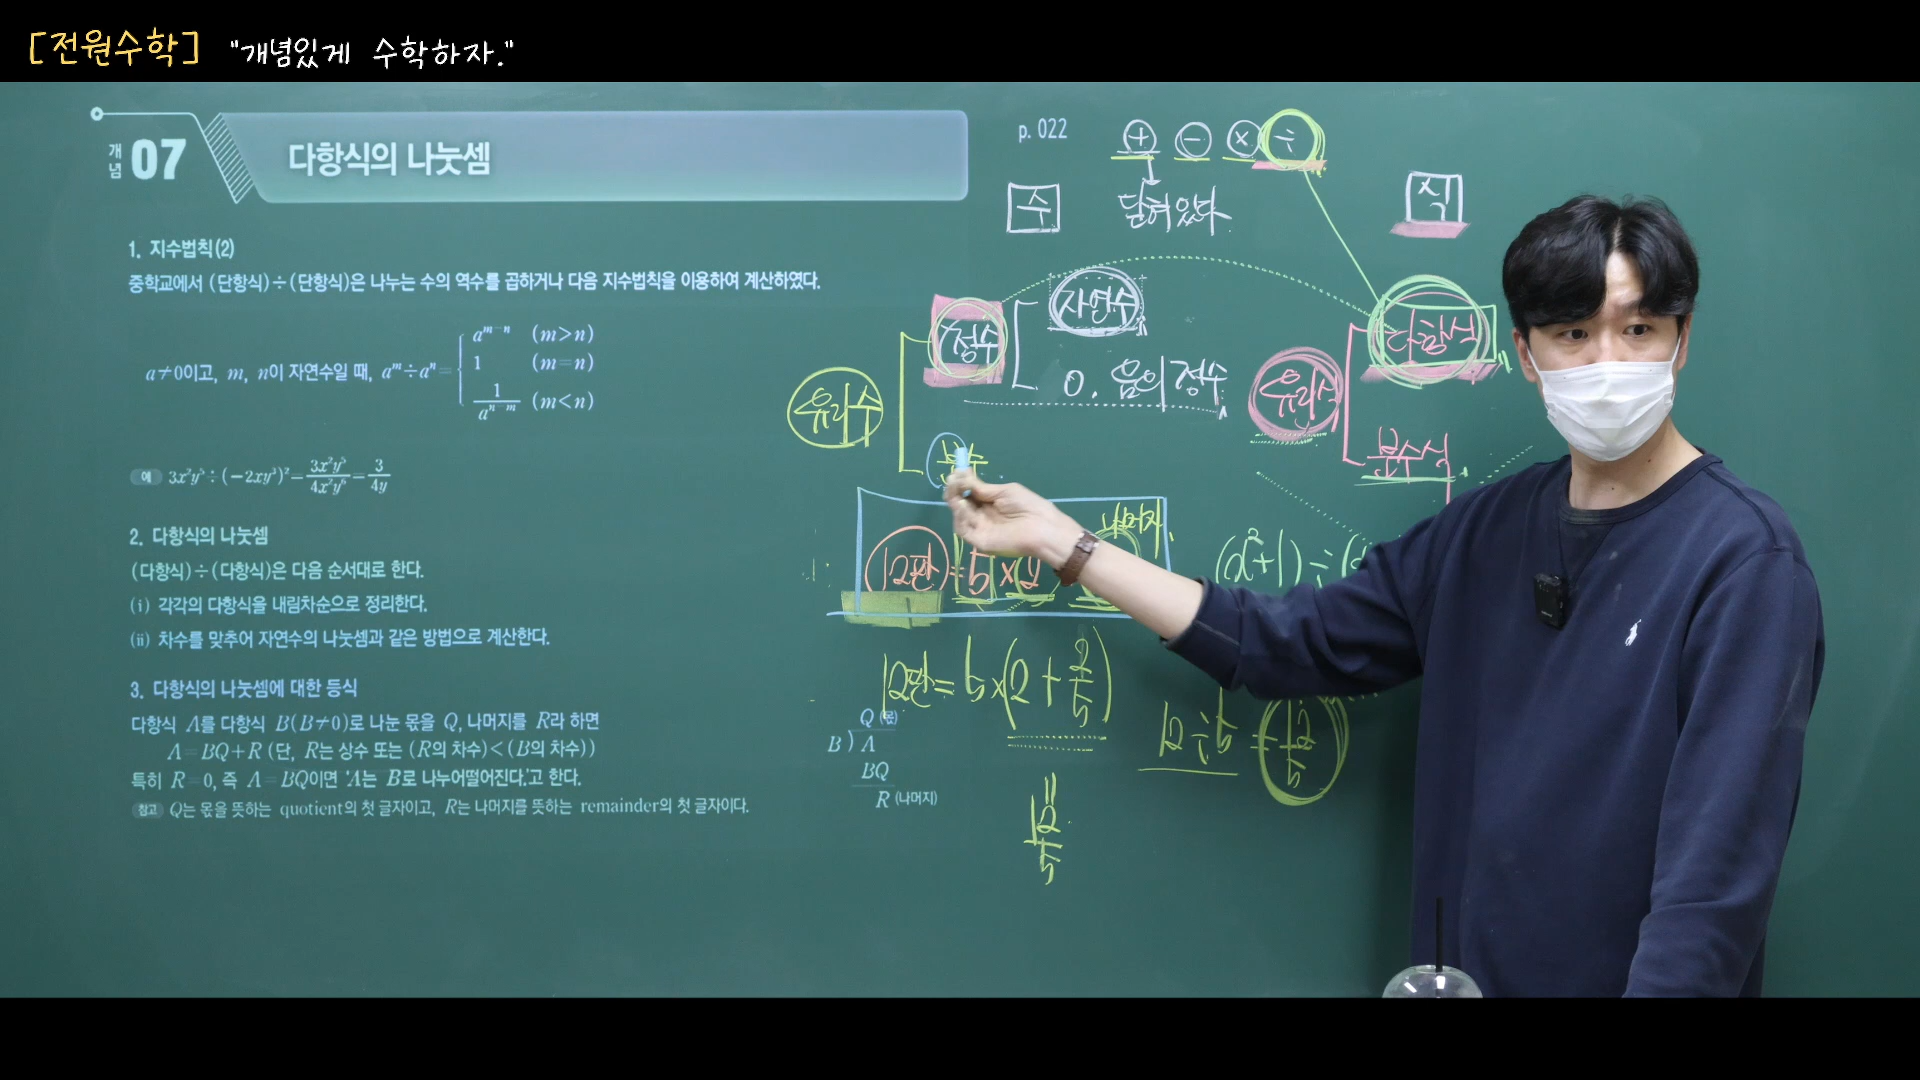 [전원수학] "개념있게 수학하자."
개념 07 다항식의 나눗셈
p. 022
1. 지수법칙(2)
중학교에서 (단항식)÷(단항식)은 나누는 수의 역수를 곱하거나 다음 지수법칙을 이용하여 계산하였다.
a≠0이고, m, n이 자연수일 때, aᵐ÷aⁿ=
aᵐ⁻ⁿ (m>n)
1 (m=n)
1/aⁿ⁻ᵐ (m<n)
2. 다항식의 나눗셈
(다항식)÷(다항식)은 다음 순서대로 한다.
(i) 각각의 다항식을 내림차순으로 정리한다.
(ii) 차수를 맞추어 자연수의 나눗셈과 같은 방법으로 계산한다.
3. 다항식의 나눗셈에 대한 등식
다항식 A를 다항식 B(B≠0)로 나눈 몫을 Q, 나머지를 R라 하면
A=BQ+R (단, R는 상수 또는 (R의 차수)<(B의 차수))
특히 R=0, 즉 A=BQ이면 'A는 B로 나누어떨어진다.'고 한다.
참고 Q는 몫을 뜻하는 quotient의 첫 글자이고, R는 나머지를 뜻하는 remainder의 첫 글자이다.
Q (몫)
B ) A
BQ
R (나머지)
+ − × ÷
수 닫혀있다. 식
정수 자연수
0. 음의 정수
유리수
분수
다항식
유리식
분수식
나머지
12판=5×2
(x²+1)÷(
12판=5×(2+2/5)
12÷5=12/5
12/5